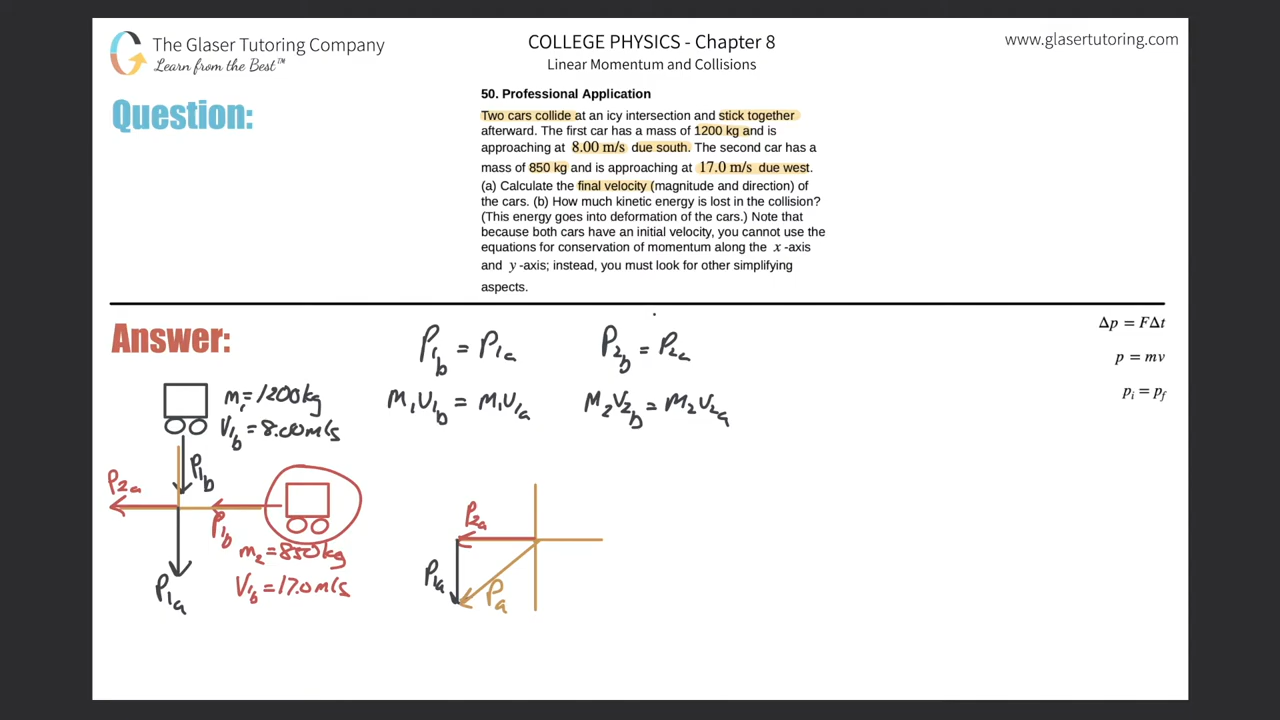 The Glaser Tutoring Company
Learn from the Best™
COLLEGE PHYSICS - Chapter 8
Linear Momentum and Collisions
www.glasertutoring.com
Question:
50. Professional Application
Two cars collide at an icy intersection and stick together
afterward. The first car has a mass of 1200 kg and is
approaching at 8.00 m/s due south. The second car has a
mass of 850 kg and is approaching at 17.0 m/s due west.
(a) Calculate the final velocity (magnitude and direction) of
the cars. (b) How much kinetic energy is lost in the collision?
(This energy goes into deformation of the cars.) Note that
because both cars have an initial velocity, you cannot use the
equations for conservation of momentum along the x -axis
and y -axis; instead, you must look for other simplifying
aspects.
Answer:
Δp = FΔt
p = mv
pᵢ = p_f
P1b = P1a
P2b = P2a
m1 = 1200kg
V1b = 8.00m/s
M1V1b = M1V1a
M2V2b = M2V2a
P1b
P2a
P1b
m2 = 850kg
V1b = 17.0m/s
P1a
P2a
P1a
Pa